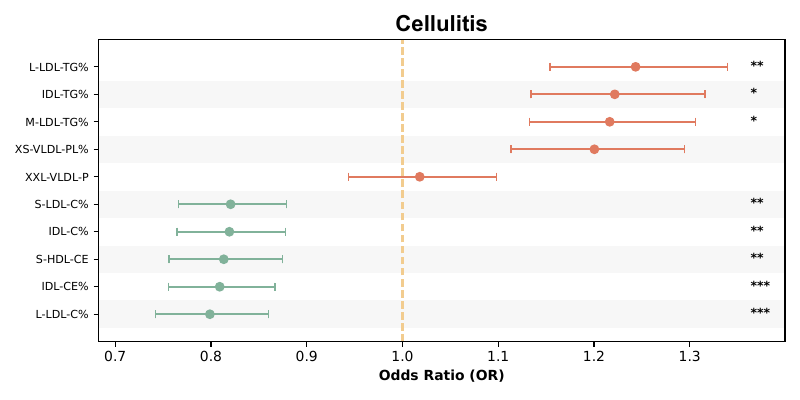 Cellulitis
L-LDL-TG% **
IDL-TG% *
M-LDL-TG% *
XS-VLDL-PL%
XXL-VLDL-P
S-LDL-C% **
IDL-C% **
S-HDL-CE **
IDL-CE% ***
L-LDL-C% ***
0.7 0.8 0.9 1.0 1.1 1.2 1.3
Odds Ratio (OR)